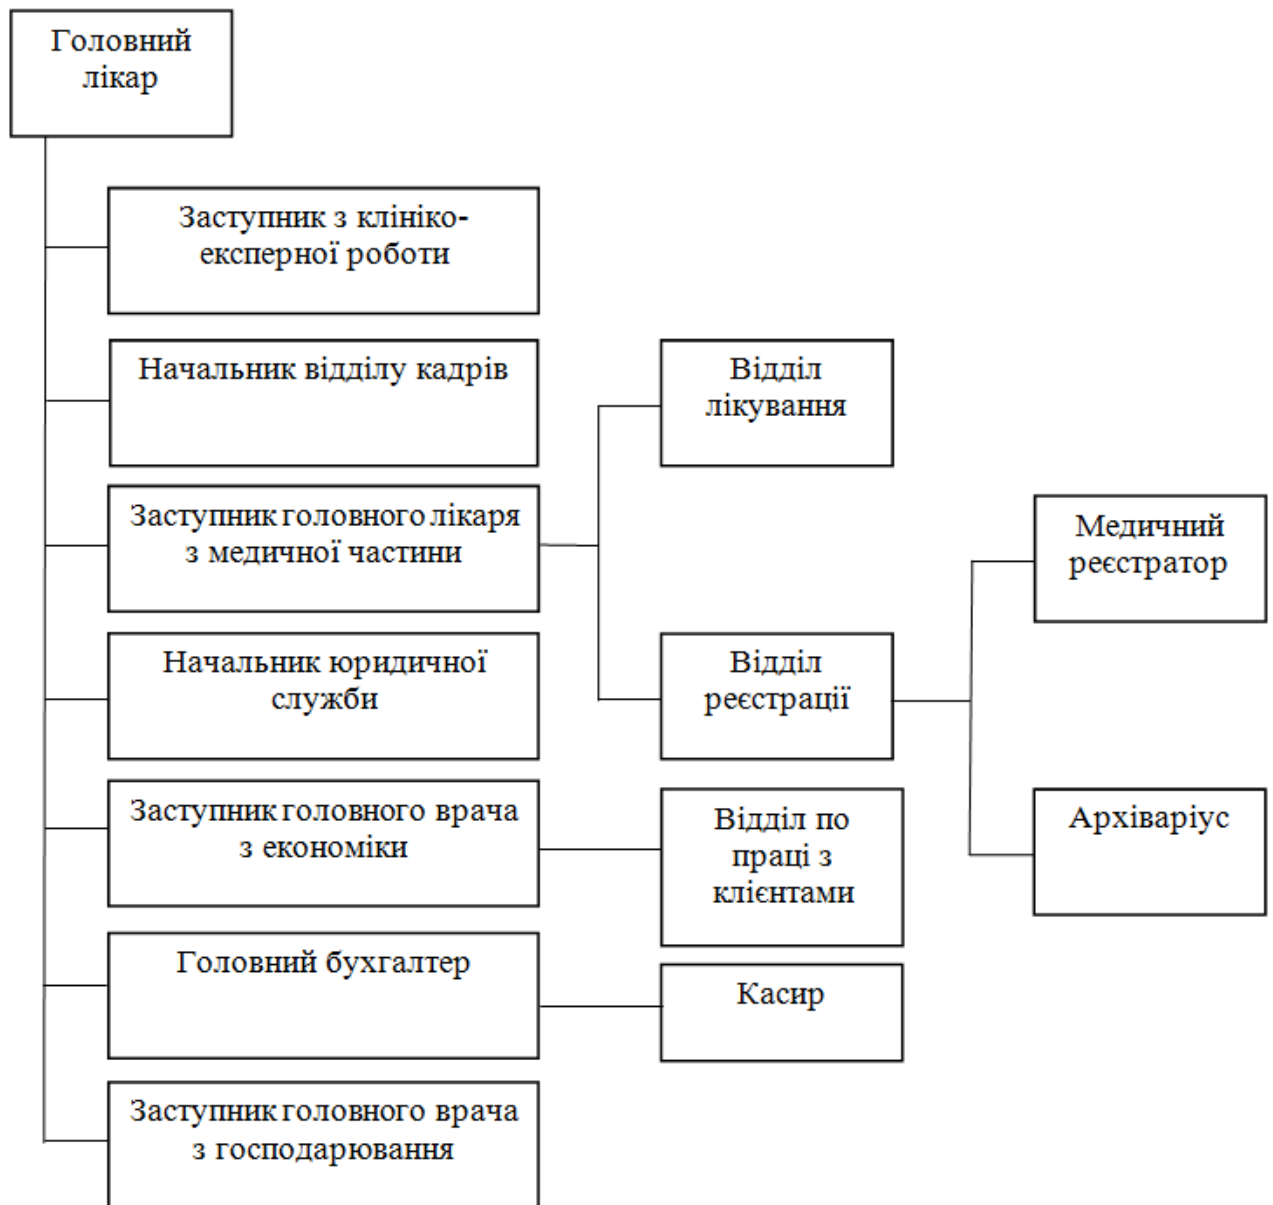 Головний
лікар
Заступник з клініко-
експерної роботи
Начальник відділу кадрів
Відділ
лікування
Заступник головного лікаря
з медичної частини
Медичний
реєстратор
Начальник юридичної
служби
Відділ
реєстрації
Заступник головного врача
з економіки
Відділ по
праці з
клієнтами
Архіваріус
Головний бухгалтер
Касир
Заступник головного врача
з господарювання